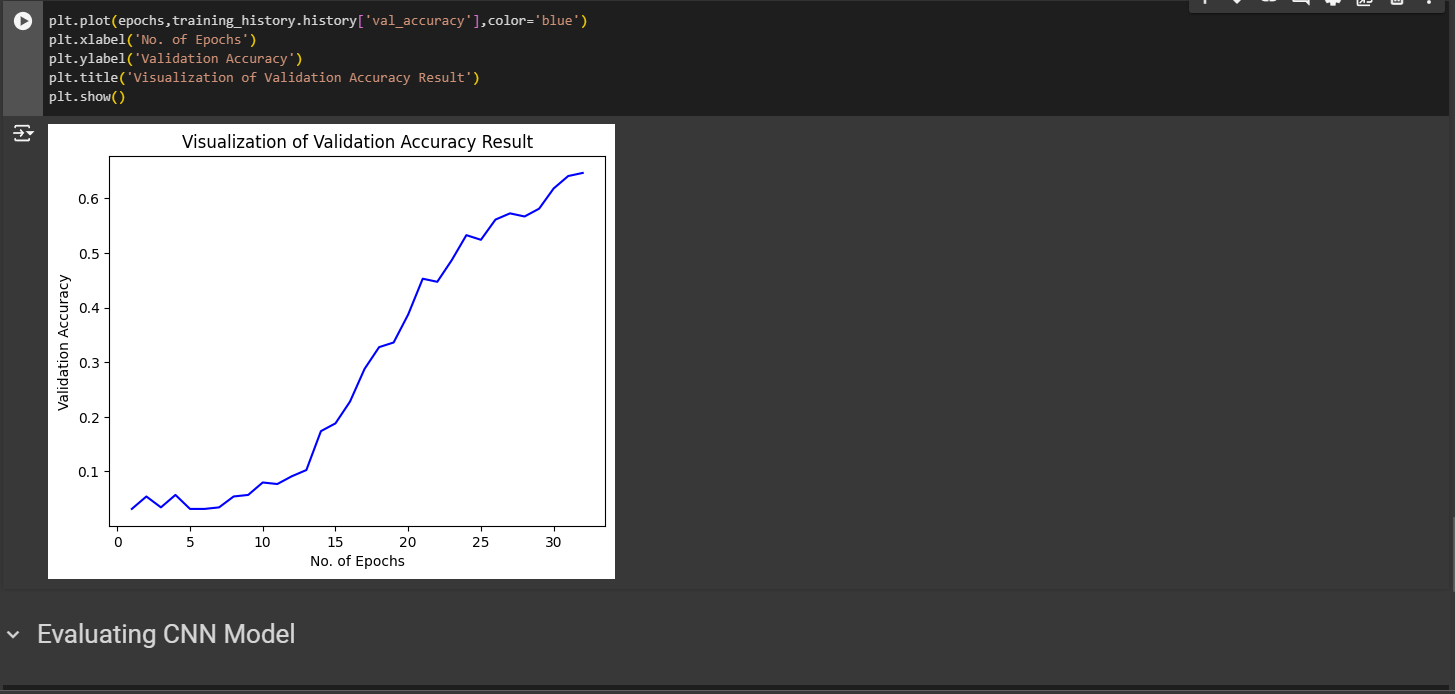 plt.plot(epochs,training_history.history['val_accuracy'],color='blue')
plt.xlabel('No. of Epochs')
plt.ylabel('Validation Accuracy')
plt.title('Visualization of Validation Accuracy Result')
plt.show()
Visualization of Validation Accuracy Result
Validation Accuracy
0.6
0.5
0.4
0.3
0.2
0.1
0 5 10 15 20 25 30
No. of Epochs
Evaluating CNN Model